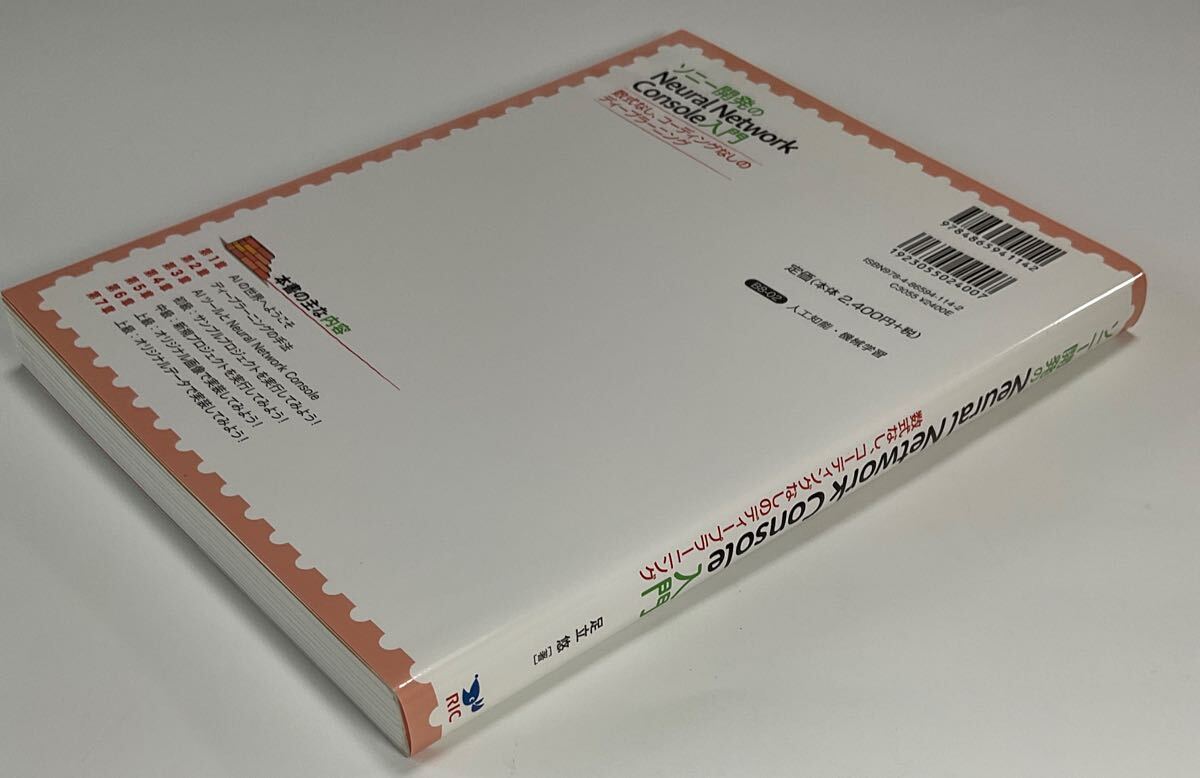 ソニー開発の
Neural Network
Console入門
数式なし、コーディングなしの
ディープラーニング
9784865941142
1923055024007
ISBN978-4-86594-114-2
C3055 ¥2400E
定価(本体2,400円+税)
BS-02 人工知能・機械学習
本書の主な内容
第1章 AIの世界へようこそ
第2章 ディープラーニングの手法
第3章 AIツールとNeural Network Console
第4章 初級：サンプルプロジェクトを実行してみよう！
第5章 中級：新規プロジェクトを実行してみよう！
第6章 上級：オリジナル画像で実装してみよう！
第7章 上級：オリジナルデータで実装してみよう！
ソニー開発のNeural Network Console入門
数式なし、コーディングなしのディープラーニング
足立 悠[著]
RIC